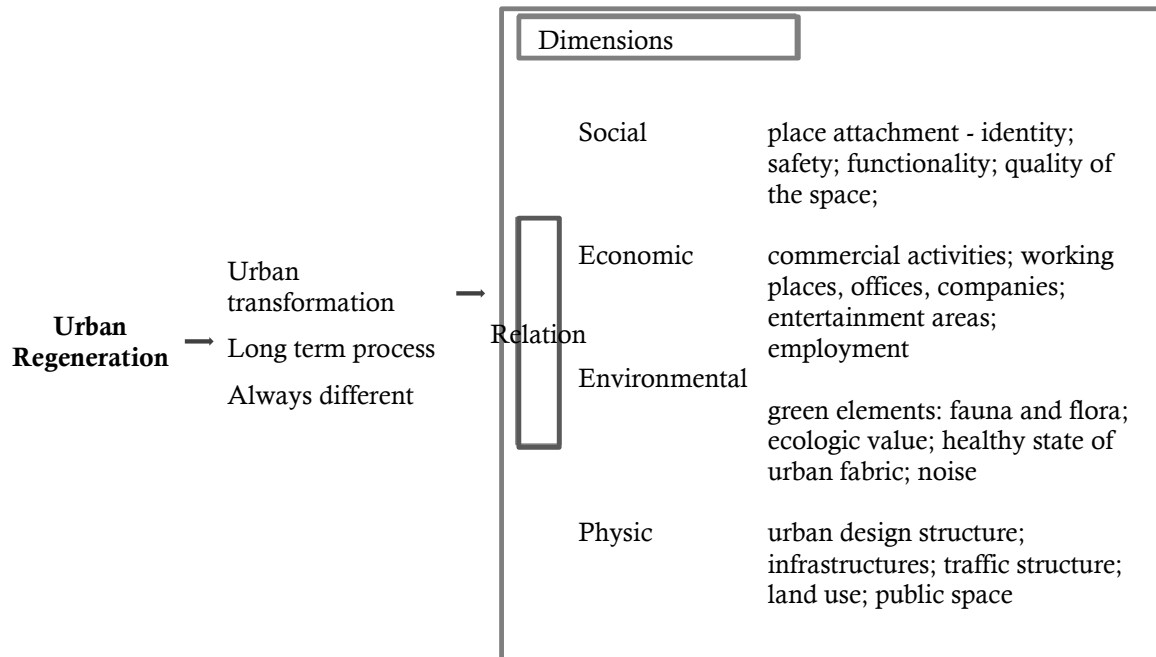 Dimensions
Social
place attachment - identity;
safety; functionality; quality of
the space;
Urban
Regeneration
Urban
transformation
Long term process
Always different
Relation
Economic
commercial activities; working
places, offices, companies;
entertainment areas;
employment
Environmental
green elements: fauna and flora;
ecologic value; healthy state of
urban fabric; noise
Physic
urban design structure;
infrastructures; traffic structure;
land use; public space